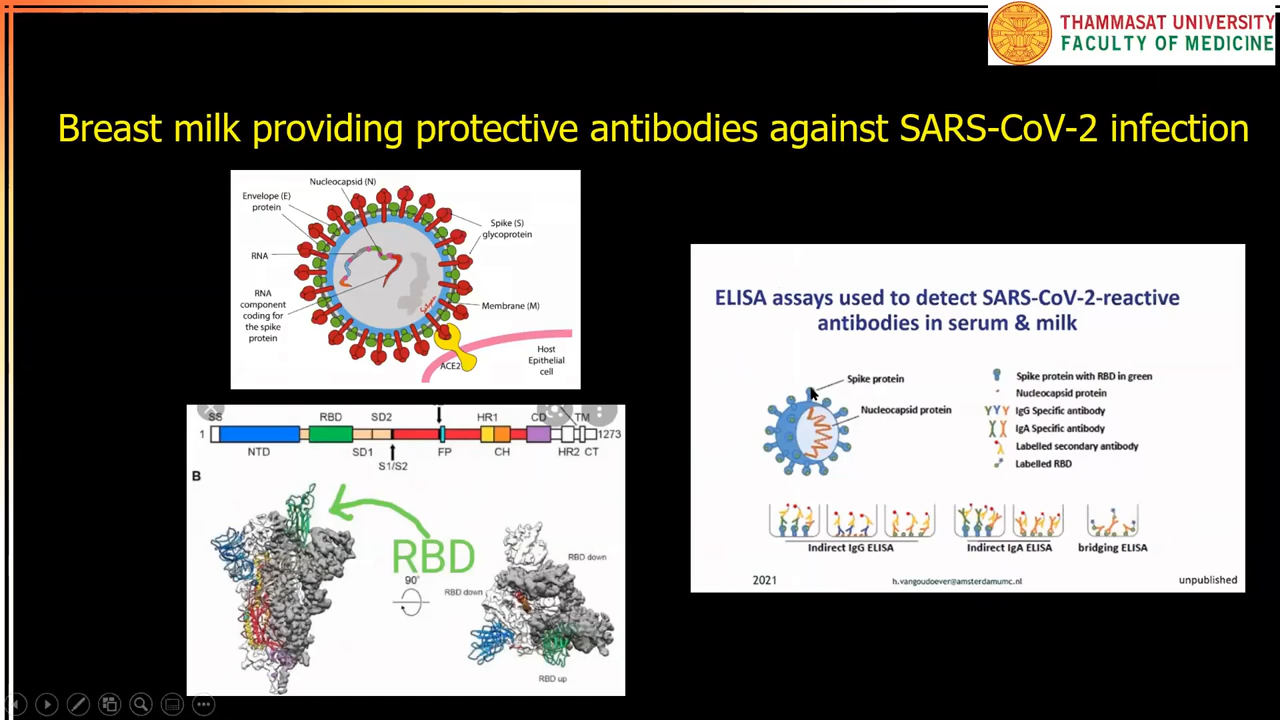 THAMMASAT UNIVERSITY
FACULTY OF MEDICINE
Breast milk providing protective antibodies against SARS-CoV-2 infection
Nucleocapsid (N)
Envelope (E)
protein
Spike (S)
glycoprotein
RNA
RNA
component
coding for
the spike
protein
Membrane (M)
ACE2
Host
Epithelial
cell
SS
RBD
SD2
HR1
CD
TM
1
1273
NTD
SD1
S1/S2
FP
CH
HR2
CT
B
RBD
90°
RBD down
RBD down
RBD up
ELISA assays used to detect SARS-CoV-2-reactive
antibodies in serum & milk
Spike protein
Nucleocapsid protein
Spike protein with RBD in green
Nucleocapsid protein
IgG Specific antibody
IgA Specific antibody
Labelled secondary antibody
Labelled RBD
Indirect IgG ELISA
Indirect IgA ELISA
bridging ELISA
2021
h.vangoudoever@amsterdamumc.nl
unpublished